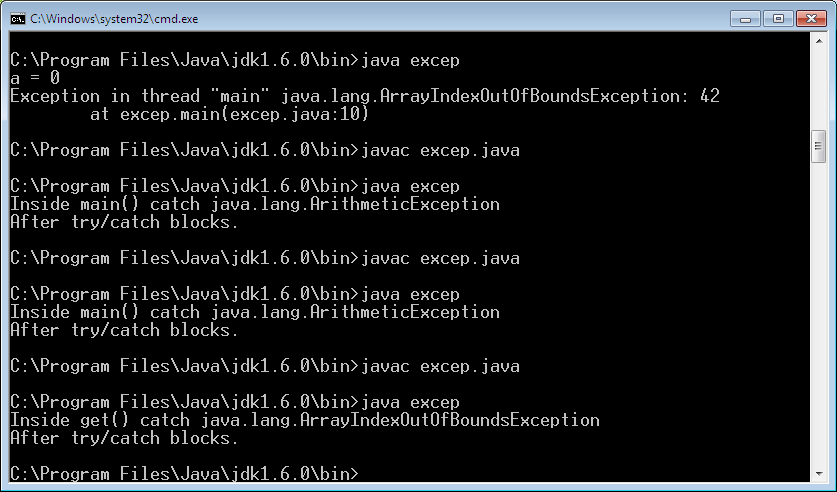 C:\Windows\system32\cmd.exe
C:\Program Files\Java\jdk1.6.0\bin>java excep
a = 0
Exception in thread "main" java.lang.ArrayIndexOutOfBoundsException: 42
        at excep.main(excep.java:10)
C:\Program Files\Java\jdk1.6.0\bin>javac excep.java
C:\Program Files\Java\jdk1.6.0\bin>java excep
Inside main() catch java.lang.ArithmeticException
After try/catch blocks.
C:\Program Files\Java\jdk1.6.0\bin>javac excep.java
C:\Program Files\Java\jdk1.6.0\bin>java excep
Inside main() catch java.lang.ArithmeticException
After try/catch blocks.
C:\Program Files\Java\jdk1.6.0\bin>javac excep.java
C:\Program Files\Java\jdk1.6.0\bin>java excep
Inside get() catch java.lang.ArrayIndexOutOfBoundsException
After try/catch blocks.
C:\Program Files\Java\jdk1.6.0\bin>